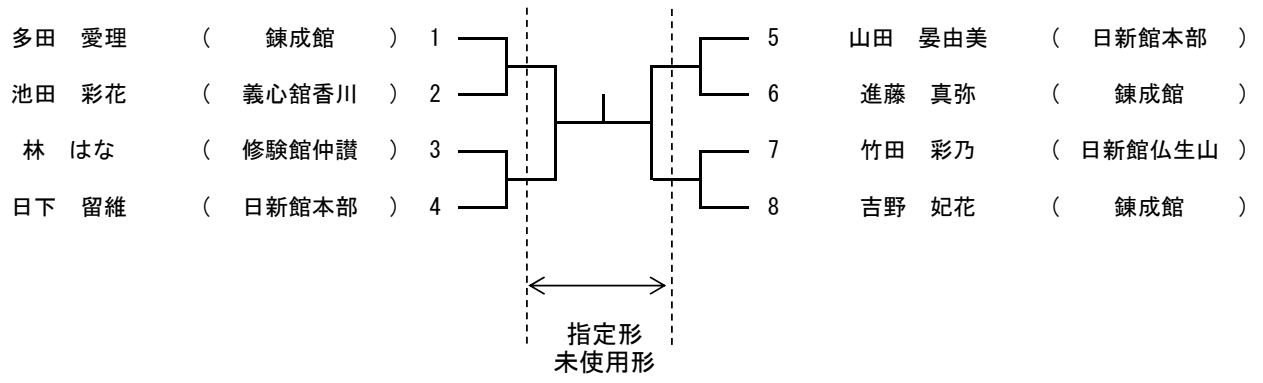 多田 愛理 ( 錬成館 ) 1
池田 彩花 ( 義心舘香川 ) 2
林 はな ( 修験館仲讃 ) 3
日下 留維 ( 日新館本部 ) 4
5 山田 晏由美 ( 日新館本部 )
6 進藤 真弥 ( 錬成館 )
7 竹田 彩乃 ( 日新館仏生山 )
8 吉野 妃花 ( 錬成館 )
指定形
未使用形